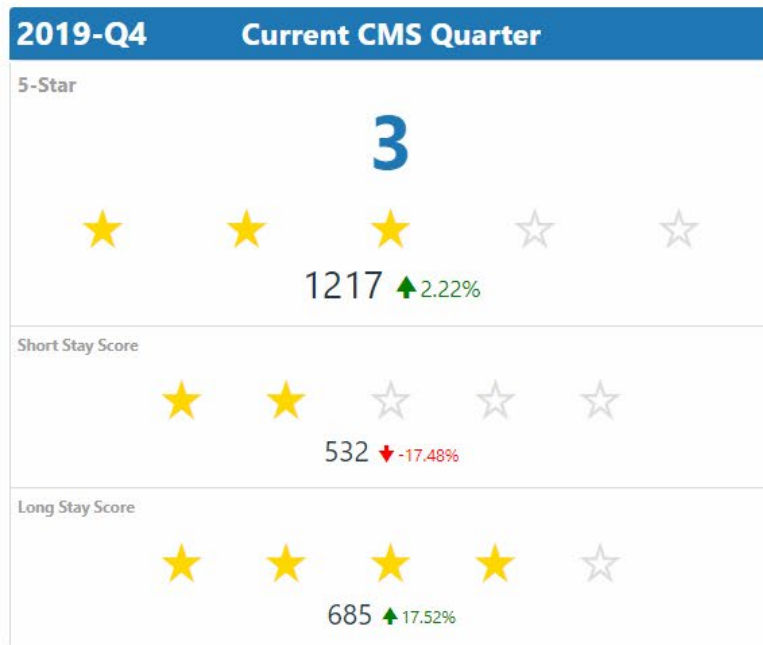 2019-Q4 Current CMS Quarter
5-Star
3
1217 2.22%
Short Stay Score
532 -17.48%
Long Stay Score
685 17.52%